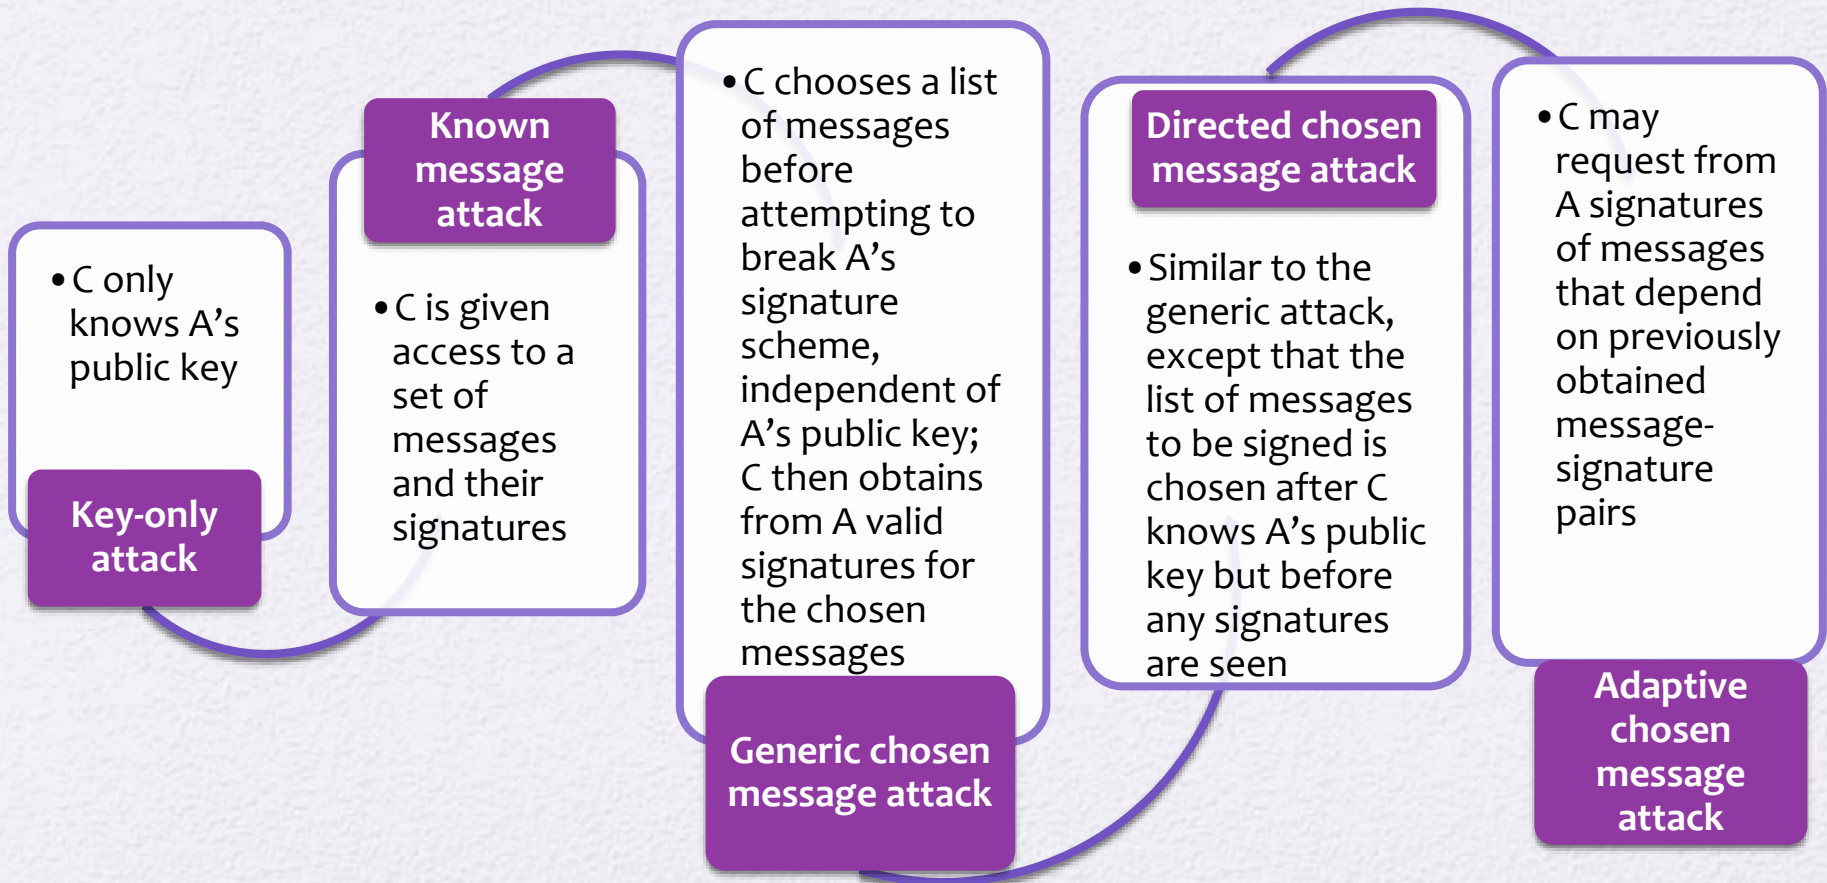 • C only
knows A’s
public key
Key-only
attack
Known
message
attack
• C is given
access to a
set of
messages
and their
signatures
• C chooses a list
of messages
before
attempting to
break A’s
signature
scheme,
independent of
A’s public key;
C then obtains
from A valid
signatures for
the chosen
messages
Generic chosen
message attack
Directed chosen
message attack
• Similar to the
generic attack,
except that the
list of messages
to be signed is
chosen after C
knows A’s public
key but before
any signatures
are seen
• C may
request from
A signatures
of messages
that depend
on previously
obtained
message-
signature
pairs
Adaptive
chosen
message
attack